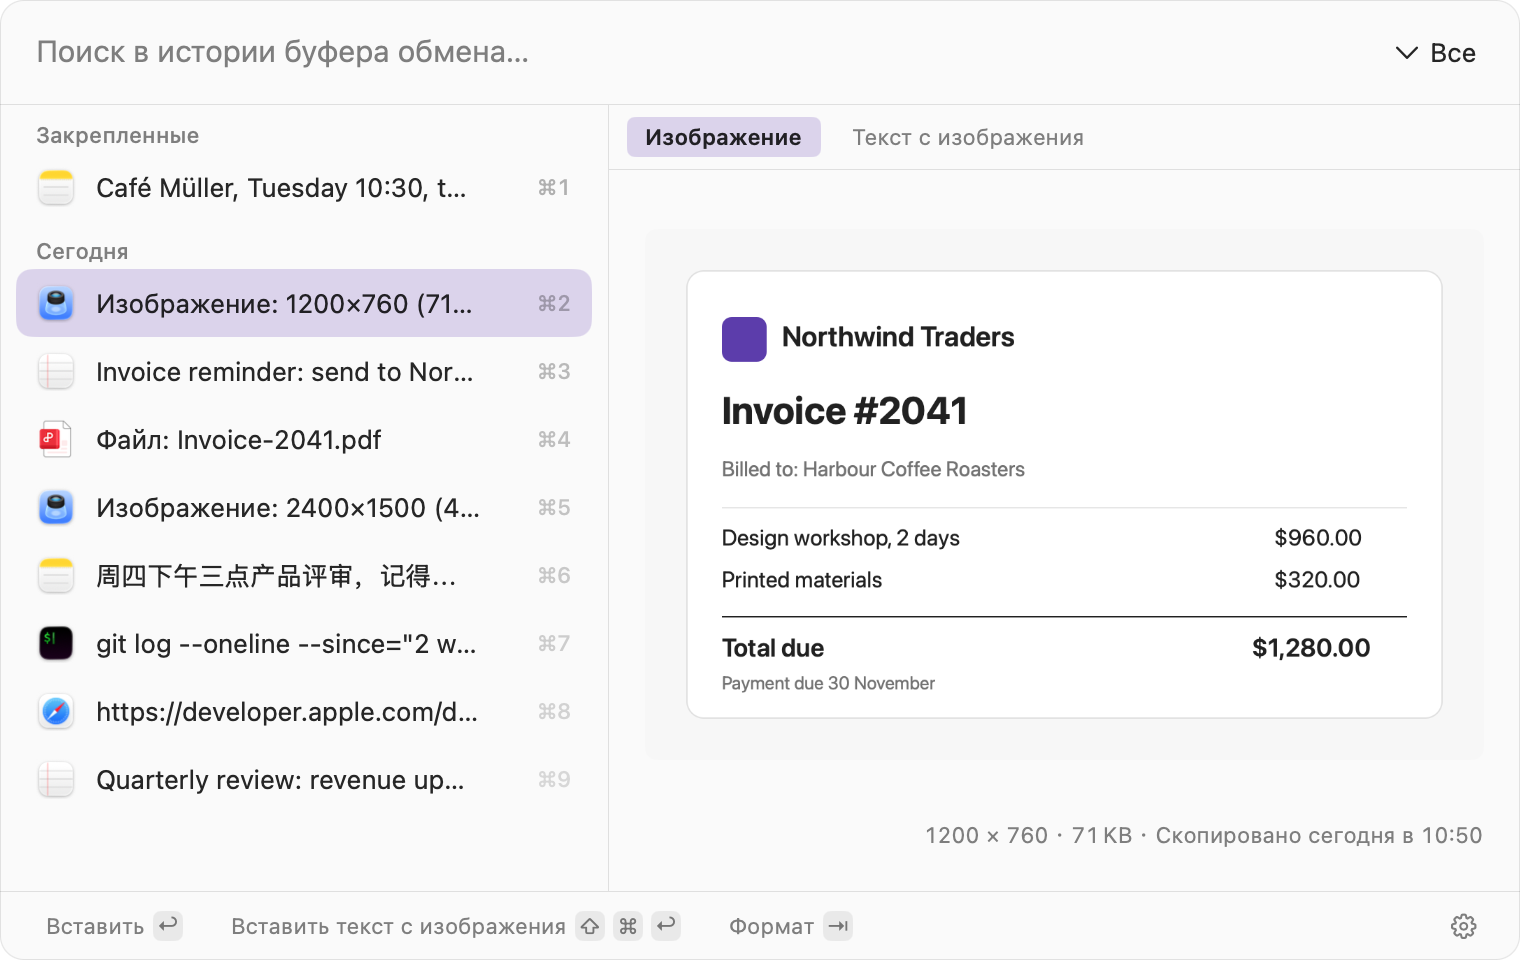 Поиск в истории буфера обмена...
Все
Закрепленные
Café Müller, Tuesday 10:30, t... ⌘1
Сегодня
Изображение: 1200×760 (71... ⌘2
Invoice reminder: send to Nor... ⌘3
Файл: Invoice-2041.pdf ⌘4
Изображение: 2400×1500 (4... ⌘5
周四下午三点产品评审，记得... ⌘6
git log --oneline --since="2 w... ⌘7
https://developer.apple.com/d... ⌘8
Quarterly review: revenue up... ⌘9
Изображение
Текст с изображения
Northwind Traders
Invoice #2041
Billed to: Harbour Coffee Roasters
Design workshop, 2 days $960.00
Printed materials $320.00
Total due $1,280.00
Payment due 30 November
1200 × 760 · 71 KB · Скопировано сегодня в 10:50
Вставить ↩ Вставить текст с изображения ⇧ ⌘ ↩ Формат ⇥